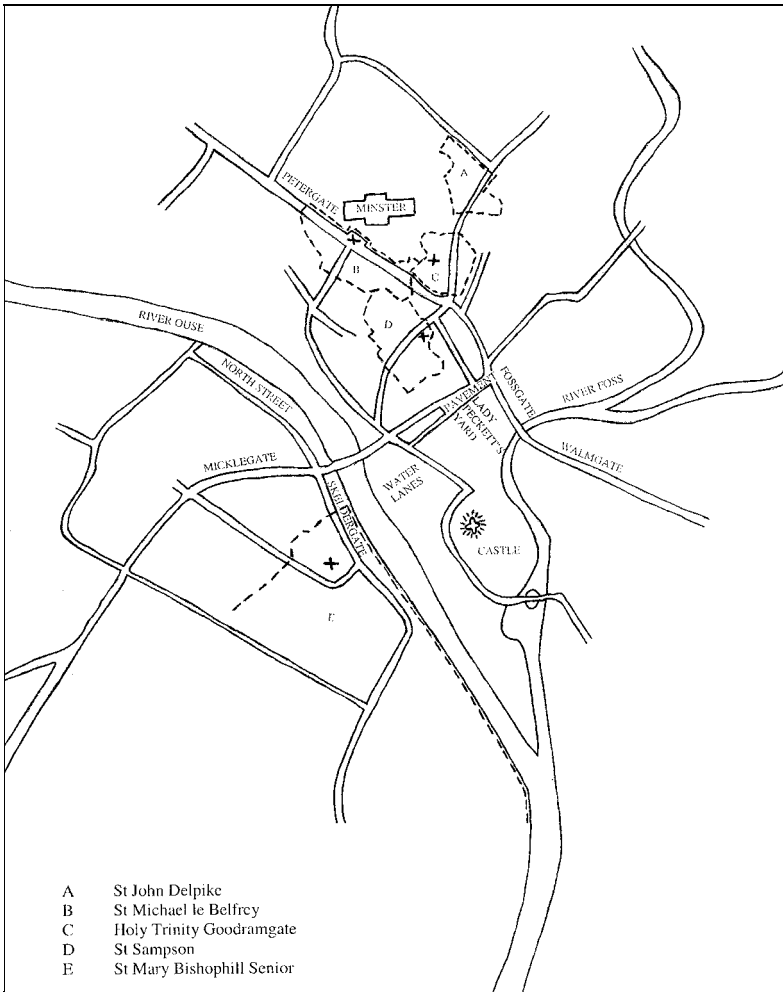 A
PETERGATE
MINSTER
B
C
D
RIVER OUSE
NORTH STREET
PAVEMENT
FOSSGATE
RIVER FOSS
LADY
PECKETT'S
YARD
MICKLEGATE
WALMGATE
WATER
LANES
SKELDERGATE
CASTLE
E
A St John Delpike
B St Michael le Belfrey
C Holy Trinity Goodramgate
D St Sampson
E St Mary Bishophill Senior